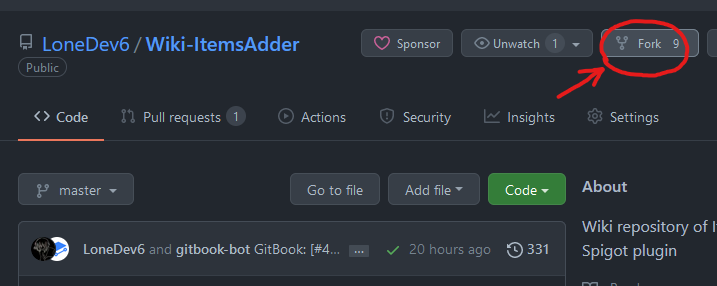 LoneDev6 / Wiki-ItemsAdder
Public
Sponsor
Unwatch 1
Fork 9
Code
Pull requests 1
Actions
Security
Insights
Settings
master
Go to file
Add file
Code
About
LoneDev6 and gitbook-bot GitBook: [#4... ...
20 hours ago
331
Wiki repository of
Spigot plugin